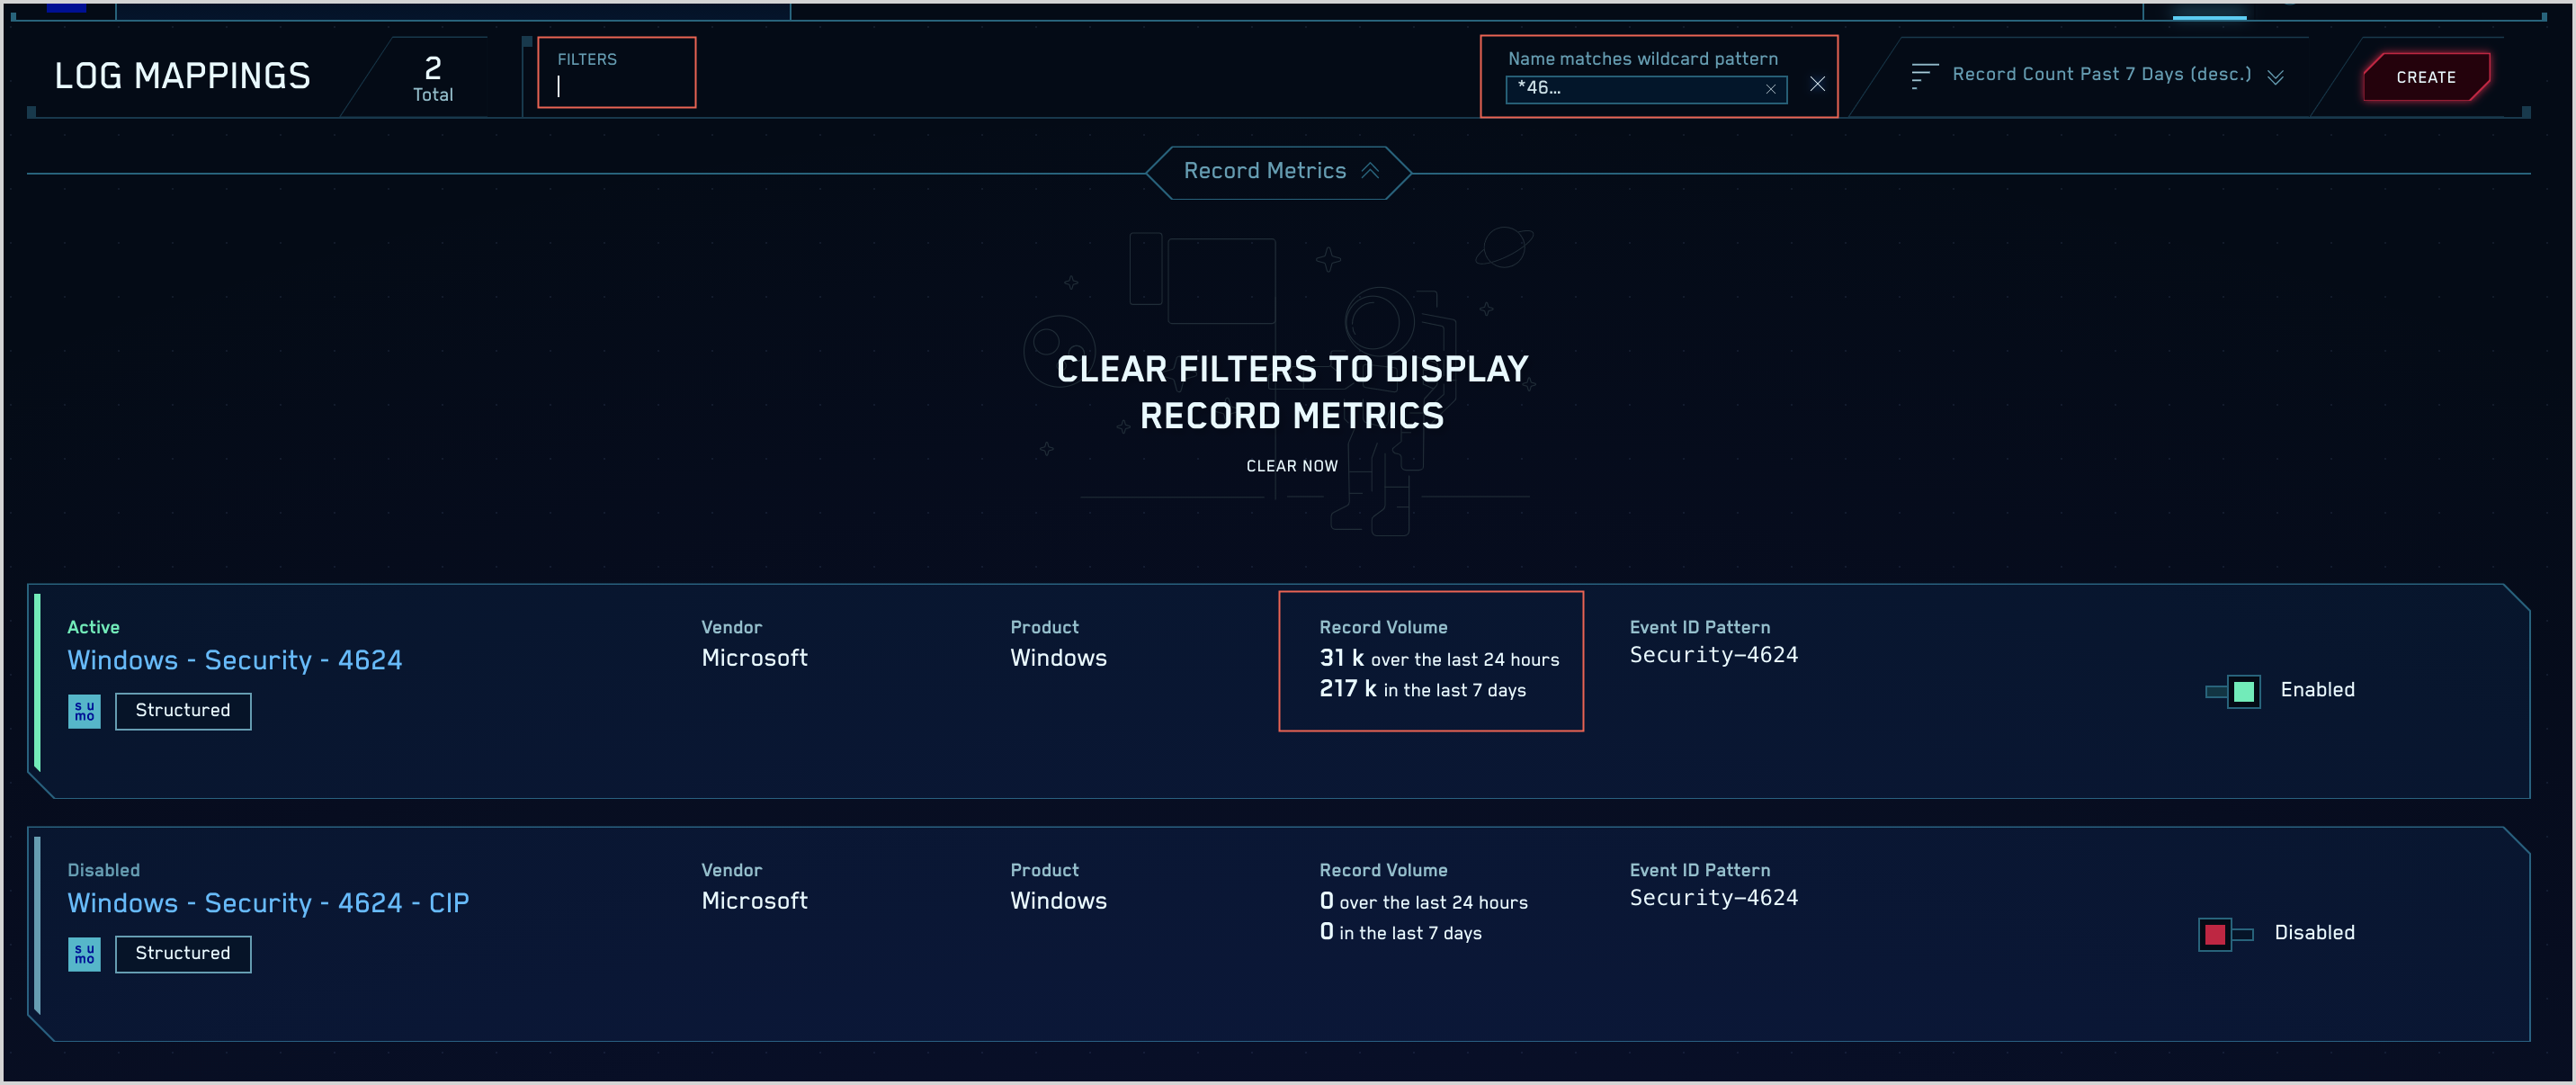 LOG MAPPINGS
2
Total
FILTERS
Name matches wildcard pattern
*46...
Record Count Past 7 Days (desc.)
CREATE
Record Metrics
CLEAR FILTERS TO DISPLAY
RECORD METRICS
CLEAR NOW
Active
Windows - Security - 4624
sumo
Structured
Vendor
Microsoft
Product
Windows
Record Volume
31 k over the last 24 hours
217 k in the last 7 days
Event ID Pattern
Security-4624
Enabled
Disabled
Windows - Security - 4624 - CIP
sumo
Structured
Vendor
Microsoft
Product
Windows
Record Volume
0 over the last 24 hours
0 in the last 7 days
Event ID Pattern
Security-4624
Disabled